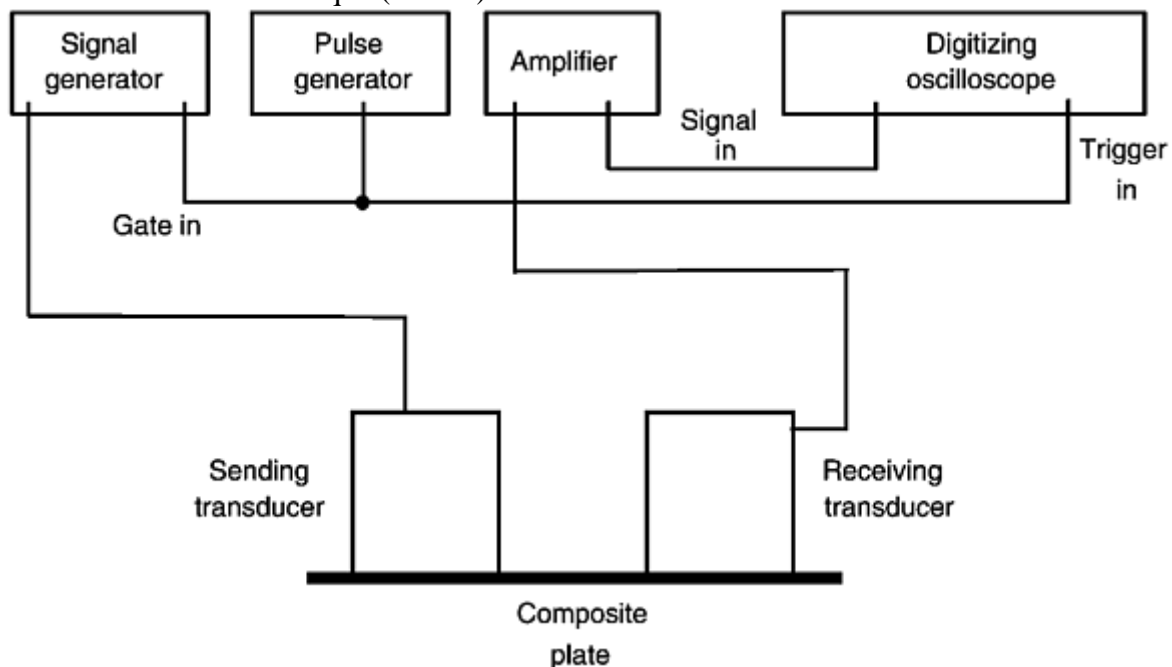 Signal
generator
Pulse
generator
Amplifier
Digitizing
oscilloscope
Signal
in
Trigger
in
Gate in
Sending
transducer
Receiving
transducer
Composite
plate